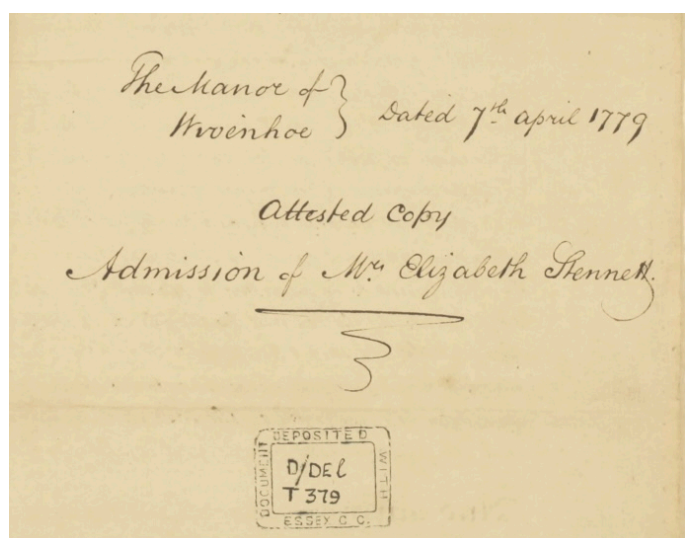 The Manor of
Wivenhoe } Dated 7th April 1779
Attested Copy
Admission of Mrs Elizabeth Stennett.
DOCUMENT DEPOSITED WITH
D/DEl
T 379
ESSEX C.C.